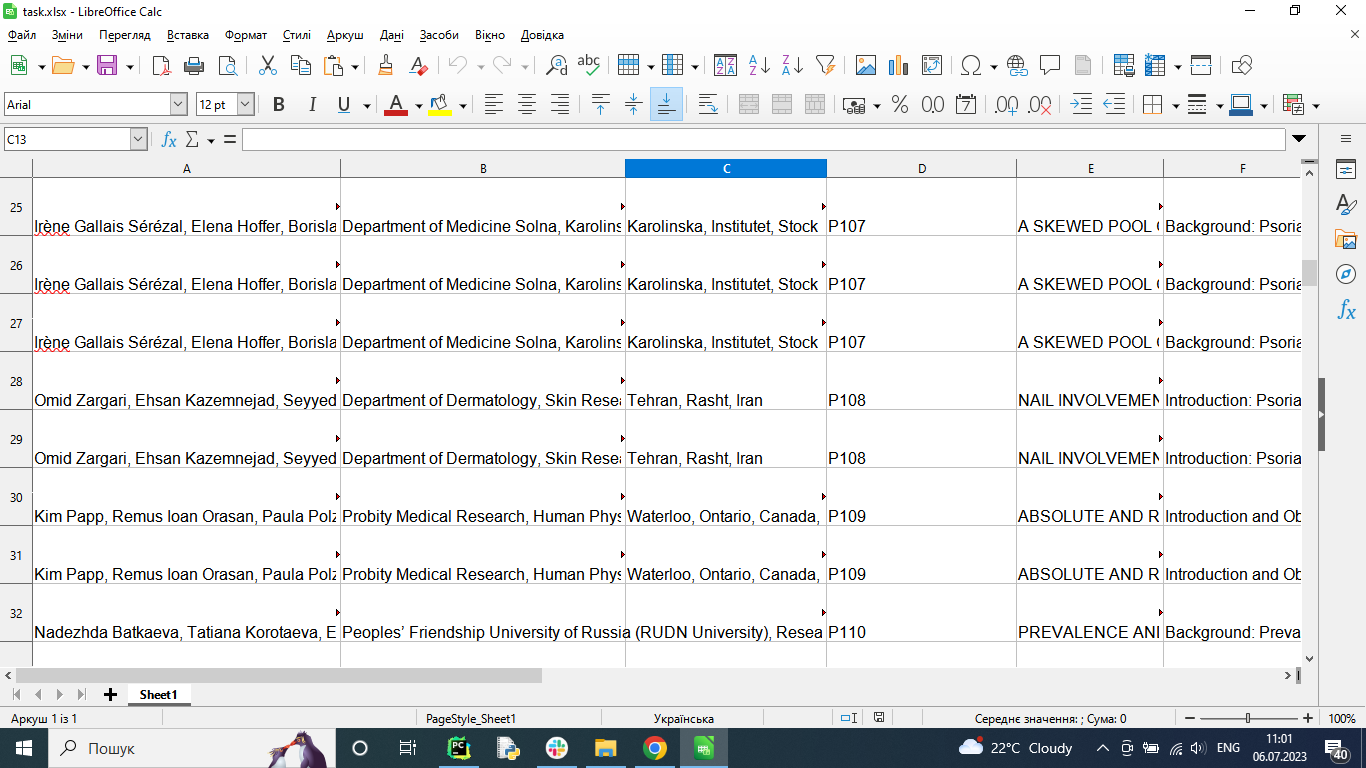 task.xlsx - LibreOffice Calc
Файл Зміни Перегляд Вставка Формат Стилі Аркуш Дані Засоби Вікно Довідка
Arial 12 pt
C13
A B C D E F
25 Irène Gallais Sérézal, Elena Hoffer, Borisla Department of Medicine Solna, Karolins Karolinska, Institutet, Stock P107 A SKEWED POOL Background: Psoria
26 Irène Gallais Sérézal, Elena Hoffer, Borisla Department of Medicine Solna, Karolins Karolinska, Institutet, Stock P107 A SKEWED POOL Background: Psoria
27 Irène Gallais Sérézal, Elena Hoffer, Borisla Department of Medicine Solna, Karolins Karolinska, Institutet, Stock P107 A SKEWED POOL Background: Psoria
28 Omid Zargari, Ehsan Kazemnejad, Seyyed Department of Dermatology, Skin Resea Tehran, Rasht, Iran P108 NAIL INVOLVEMEN Introduction: Psoria
29 Omid Zargari, Ehsan Kazemnejad, Seyyed Department of Dermatology, Skin Resea Tehran, Rasht, Iran P108 NAIL INVOLVEMEN Introduction: Psoria
30 Kim Papp, Remus Ioan Orasan, Paula Polz Probity Medical Research, Human Phys Waterloo, Ontario, Canada, P109 ABSOLUTE AND R Introduction and Ob
31 Kim Papp, Remus Ioan Orasan, Paula Polz Probity Medical Research, Human Phys Waterloo, Ontario, Canada, P109 ABSOLUTE AND R Introduction and Ob
32 Nadezhda Batkaeva, Tatiana Korotaeva, E Peoples’ Friendship University of Russia (RUDN University), Resea P110 PREVALENCE AN Background: Preva
Sheet1
Аркуш 1 із 1 PageStyle_Sheet1 Українська Середнє значення: ; Сума: 0 100%
Пошук 22°C Cloudy ENG 11:01
06.07.2023 40